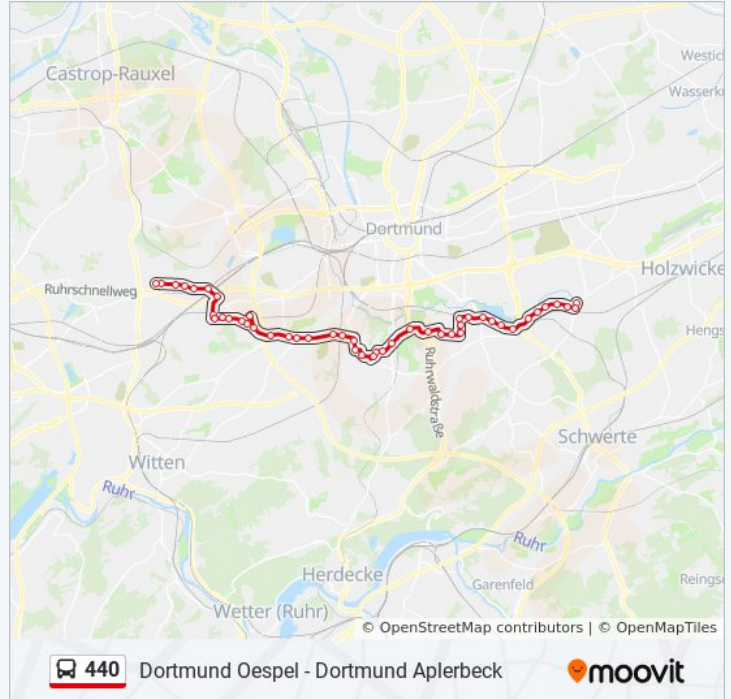 Castrop-Rauxel
Westic
Wasserku
Dortmund
Holzwicke
Ruhrschnellweg
Hengs
Ruhrwaldstraße
Schwerte
Witten
Ruhr
Ruhr
Herdecke
Garenfeld
Reings
Wetter (Ruhr)
© OpenStreetMap contributors | © OpenMapTiles
440 Dortmund Oespel - Dortmund Aplerbeck moovit